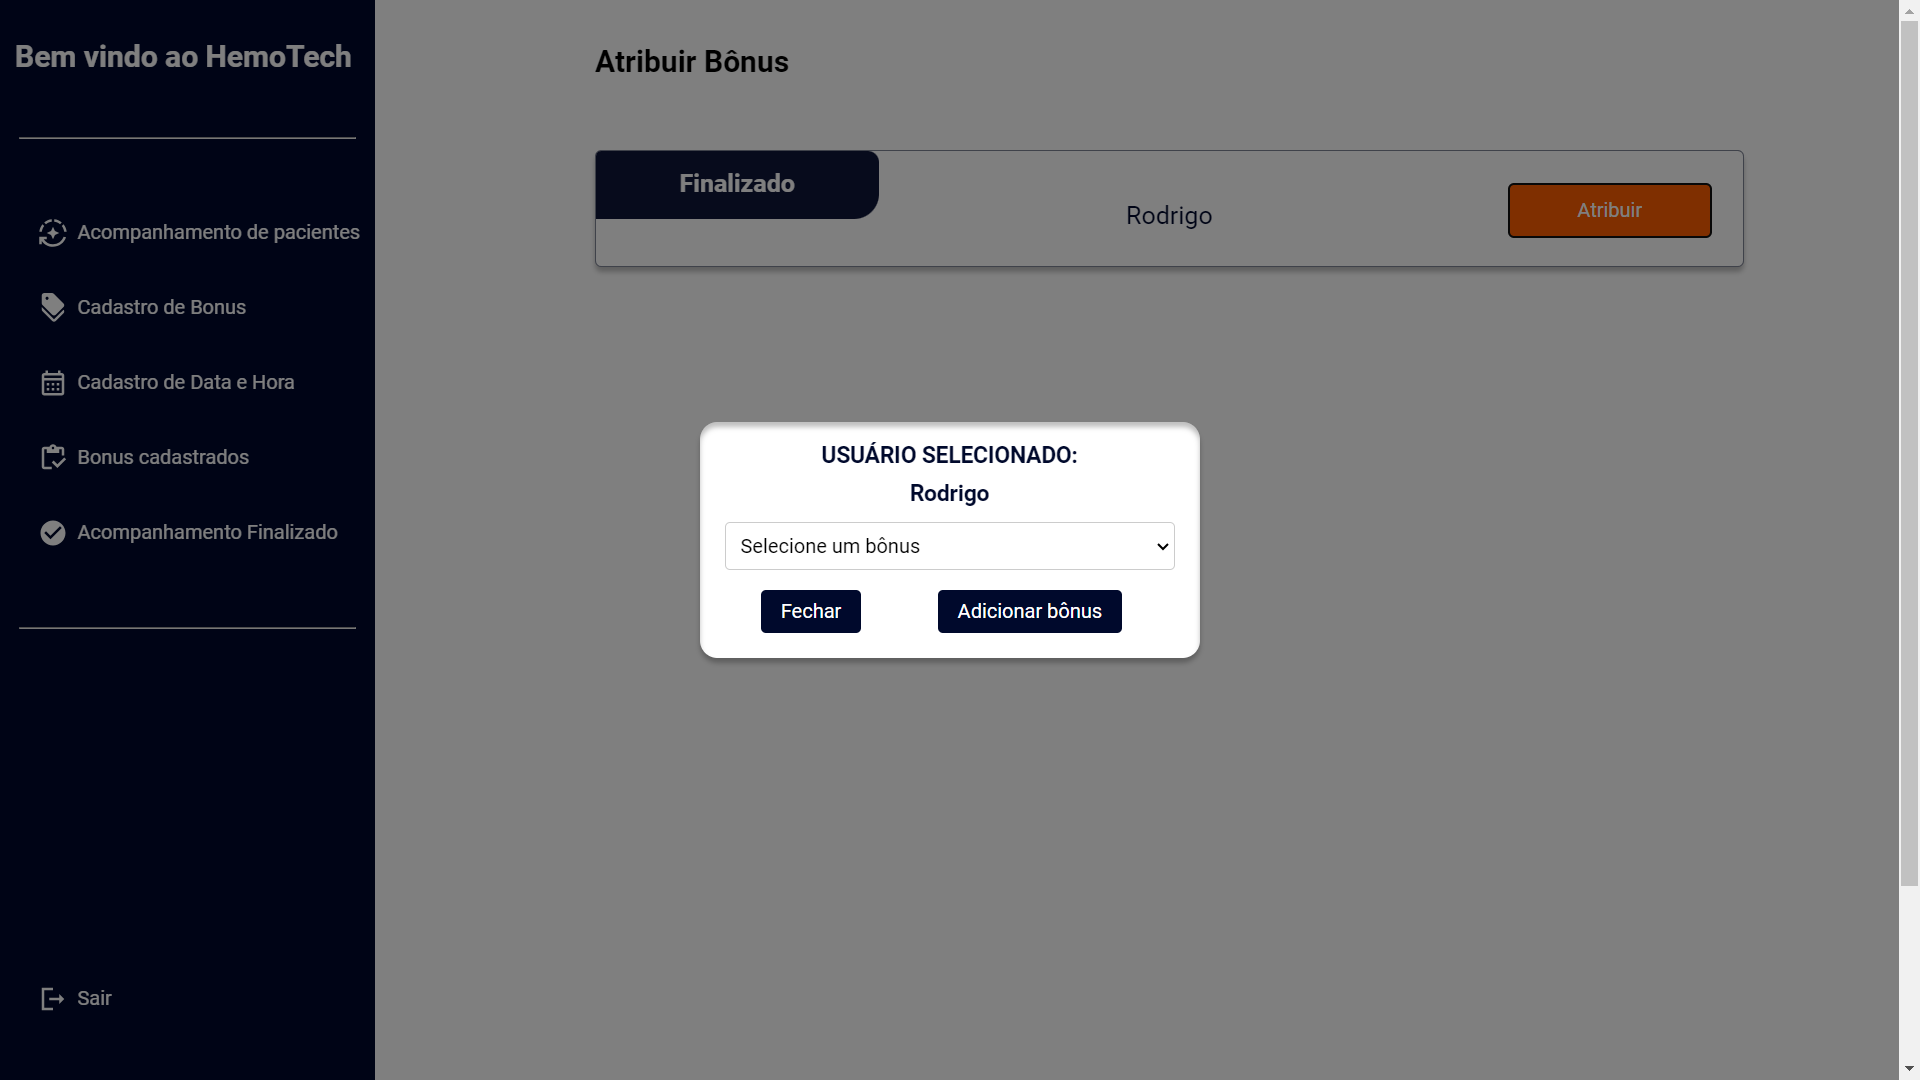 Bem vindo ao HemoTech
Acompanhamento de pacientes
Cadastro de Bonus
Cadastro de Data e Hora
Bonus cadastrados
Acompanhamento Finalizado
Sair
Atribuir Bônus
Finalizado
Rodrigo
Atribuir
USUÁRIO SELECIONADO:
Rodrigo
Selecione um bônus
Fechar
Adicionar bônus